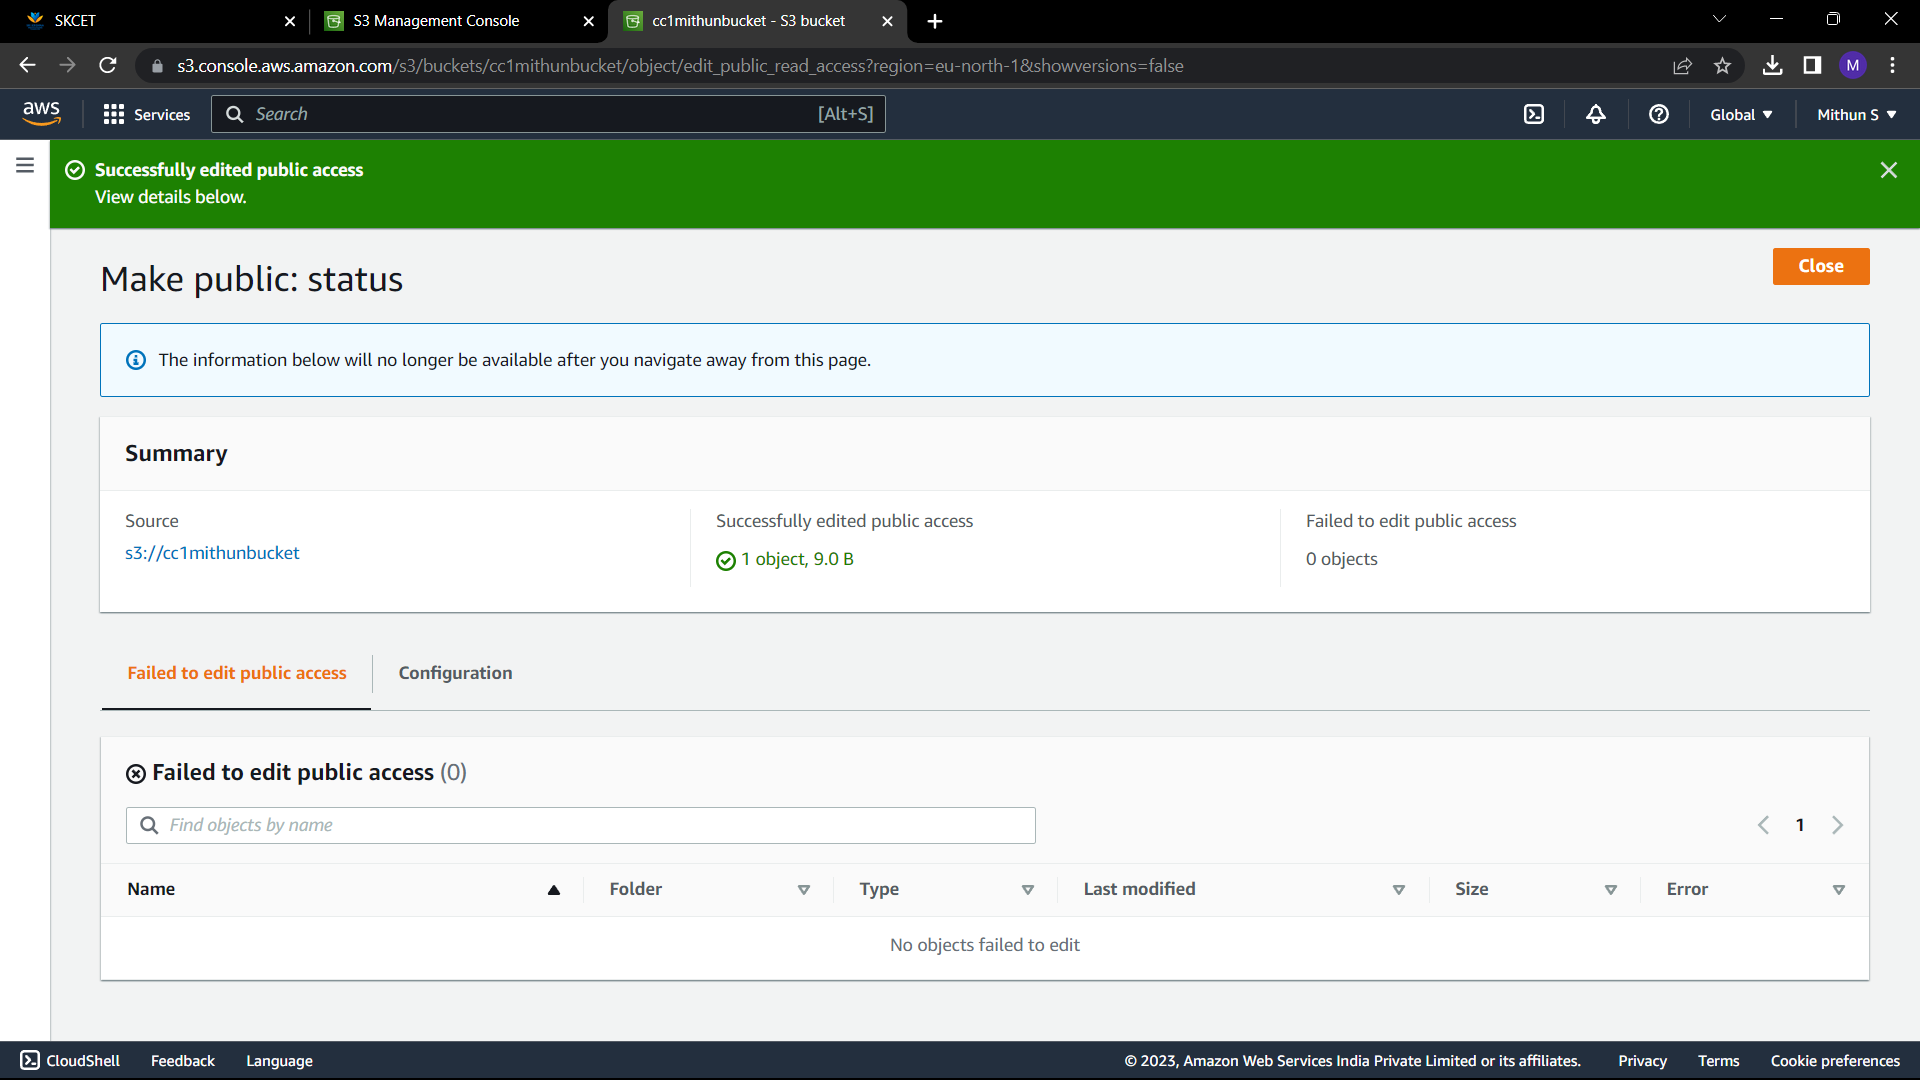 SKCET
S3 Management Console
cc1mithunbucket - S3 bucket
s3.console.aws.amazon.com/s3/buckets/cc1mithunbucket/object/edit_public_read_access?region=eu-north-1&showversions=false
M
aws
Services
Search
[Alt+S]
Global
Mithun S
Successfully edited public access
View details below.
Make public: status
Close
The information below will no longer be available after you navigate away from this page.
Summary
Source
s3://cc1mithunbucket
Successfully edited public access
1 object, 9.0 B
Failed to edit public access
0 objects
Failed to edit public access
Configuration
Failed to edit public access (0)
Find objects by name
1
Name
Folder
Type
Last modified
Size
Error
No objects failed to edit
CloudShell
Feedback
Language
© 2023, Amazon Web Services India Private Limited or its affiliates.
Privacy
Terms
Cookie preferences